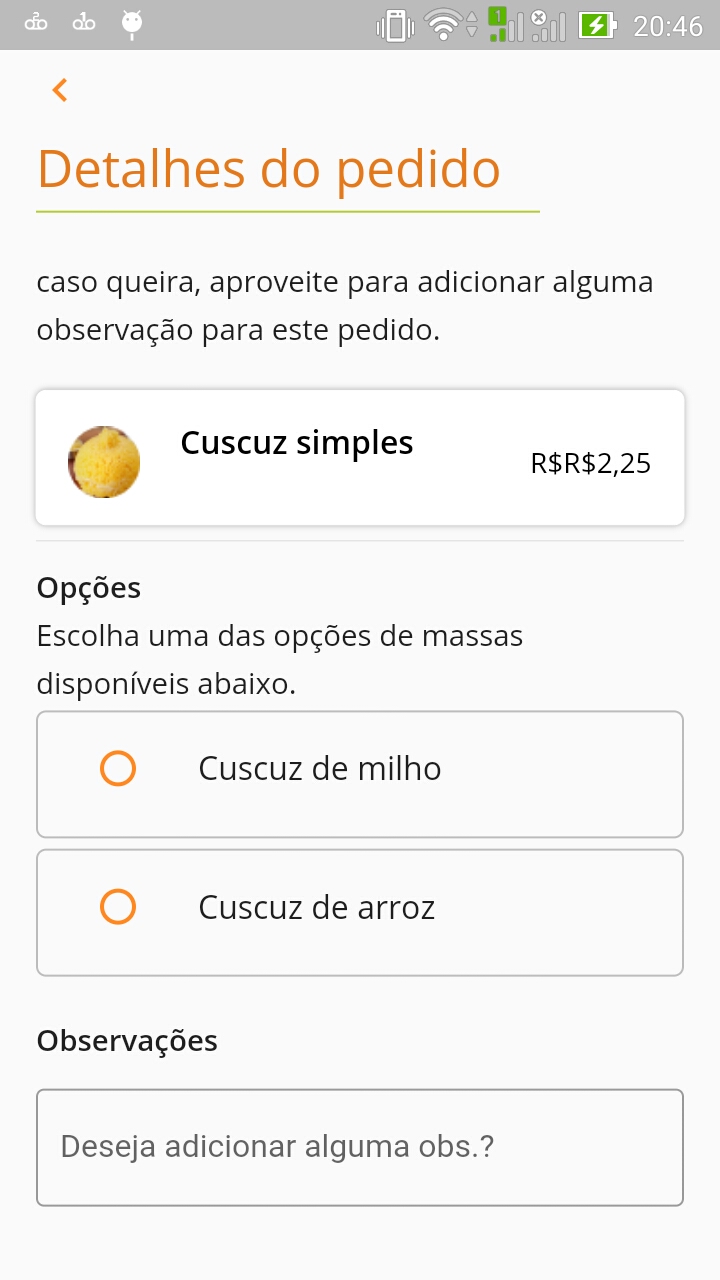 20:46
Detalhes do pedido
caso queira, aproveite para adicionar alguma
observação para este pedido.
Cuscuz simples
R$R$2,25
Opções
Escolha uma das opções de massas
disponíveis abaixo.
Cuscuz de milho
Cuscuz de arroz
Observações
Deseja adicionar alguma obs.?